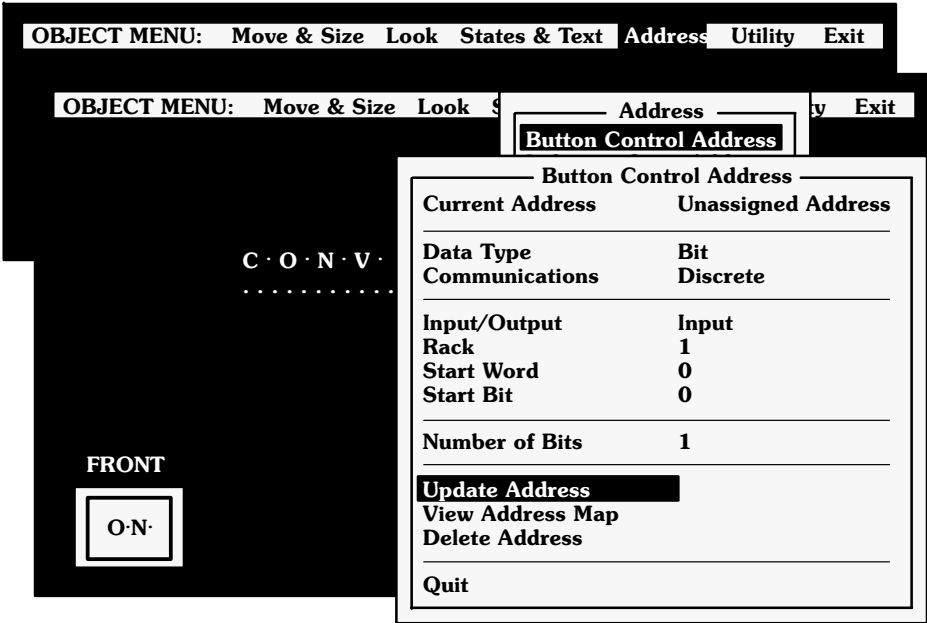 OBJECT MENU: Move & Size Look States & Text Address Utility Exit
OBJECT MENU: Move & Size Look Exit
Address
Button Control Address
Button Control Address
Current Address Unassigned Address
Data Type Bit
Communications Discrete
Input/Output Input
Rack 1
Start Word 0
Start Bit 0
Number of Bits 1
Update Address
View Address Map
Delete Address
Quit
C·O·N·V·
FRONT
O·N·